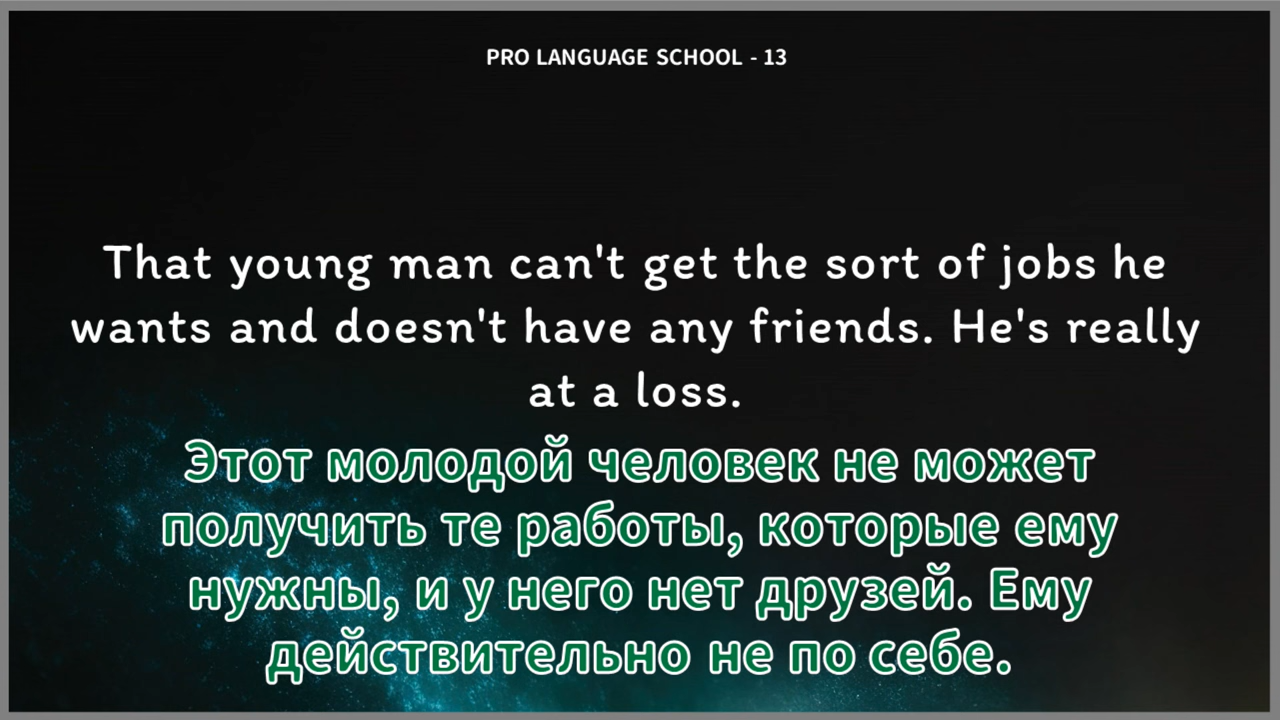 PRO LANGUAGE SCHOOL - 13
That young man can't get the sort of jobs he
wants and doesn't have any friends. He's really
at a loss.
Этот молодой человек не может
получить те работы, которые ему
нужны, и у него нет друзей. Ему
действительно не по себе.